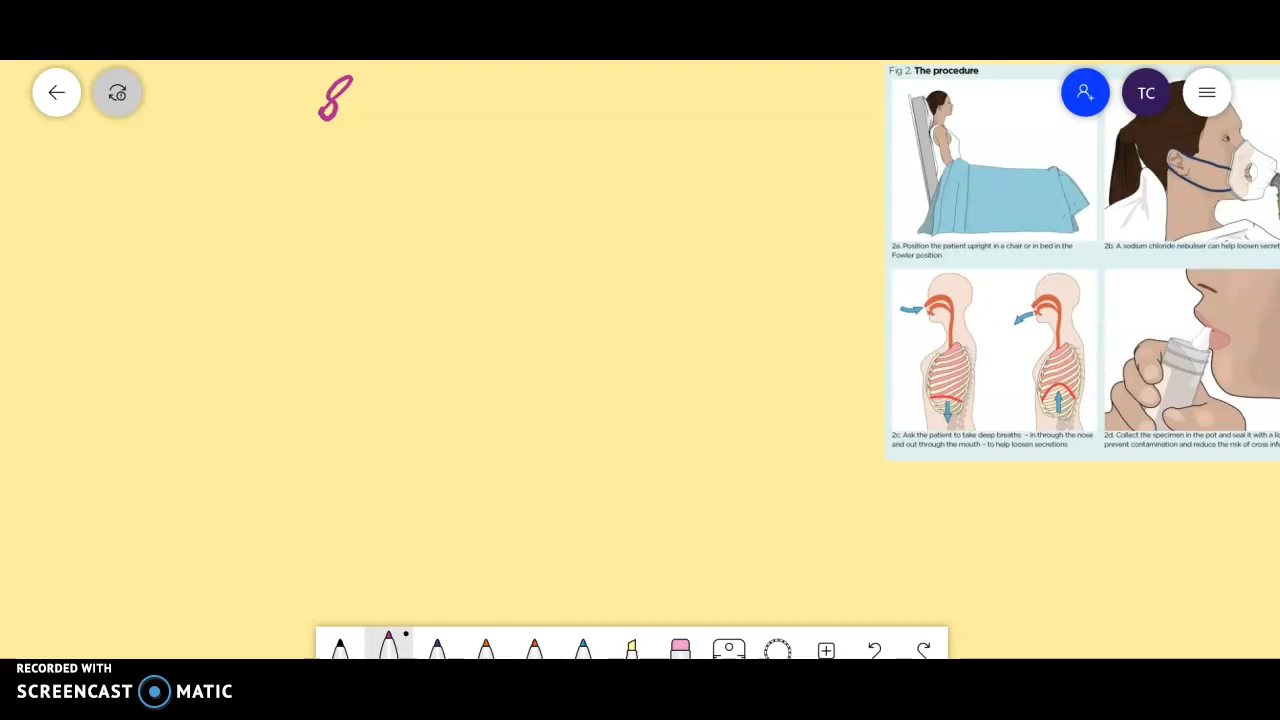 8
Fig 2. The procedure
TC
2a. Position the patient upright in a chair or in bed in the
Fowler position
2b. A sodium chloride nebuliser can help loosen secret
2c. Ask the patient to take deep breaths – in through the nose
and out through the mouth – to help loosen secretions
2d. Collect the specimen in the pot and seal it with a li
prevent contamination and reduce the risk of cross infe
RECORDED WITH
SCREENCAST MATIC